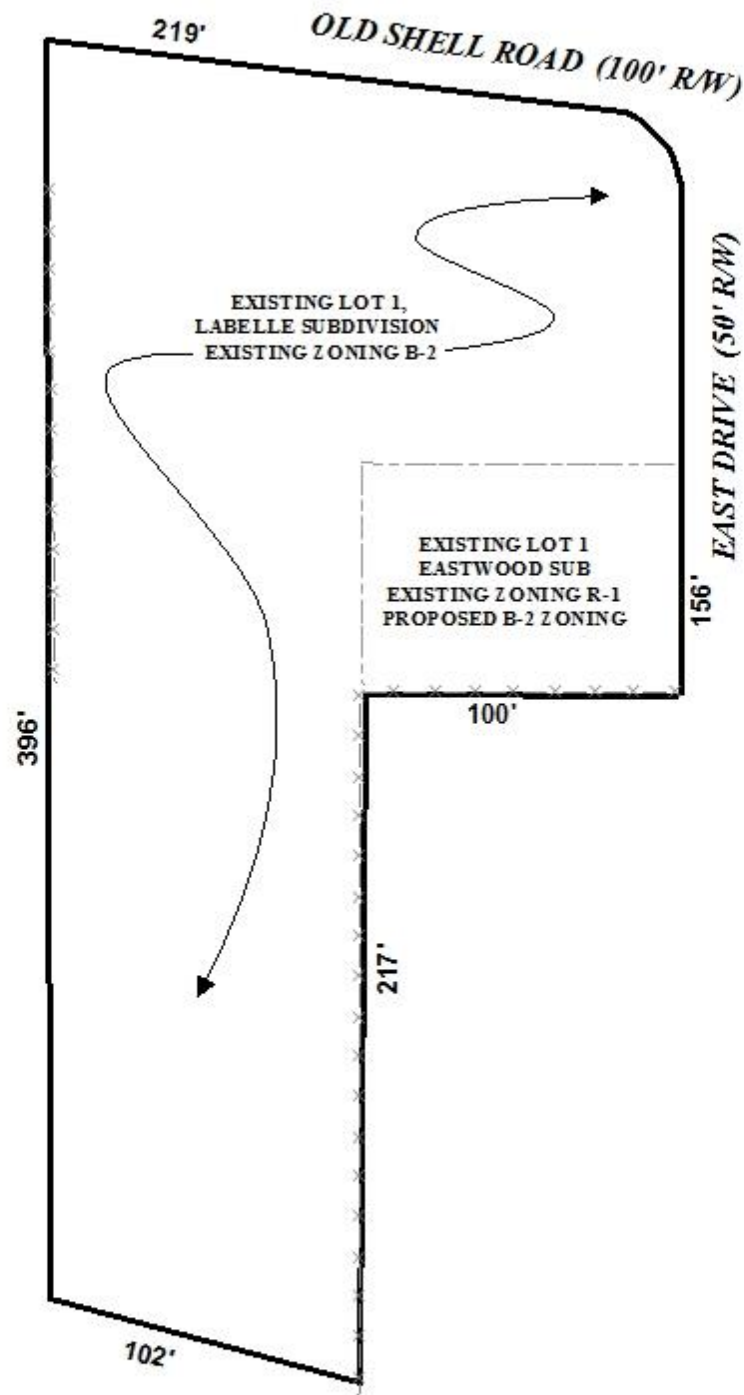 219'
OLD SHELL ROAD (100' R/W)
EXISTING LOT 1,
LABELLE SUBDIVISION
EXISTING ZONING B-2
EAST DRIVE (50' R/W)
EXISTING LOT 1
EASTWOOD SUB
EXISTING ZONING R-1
PROPOSED B-2 ZONING
156'
100'
396'
217'
102'